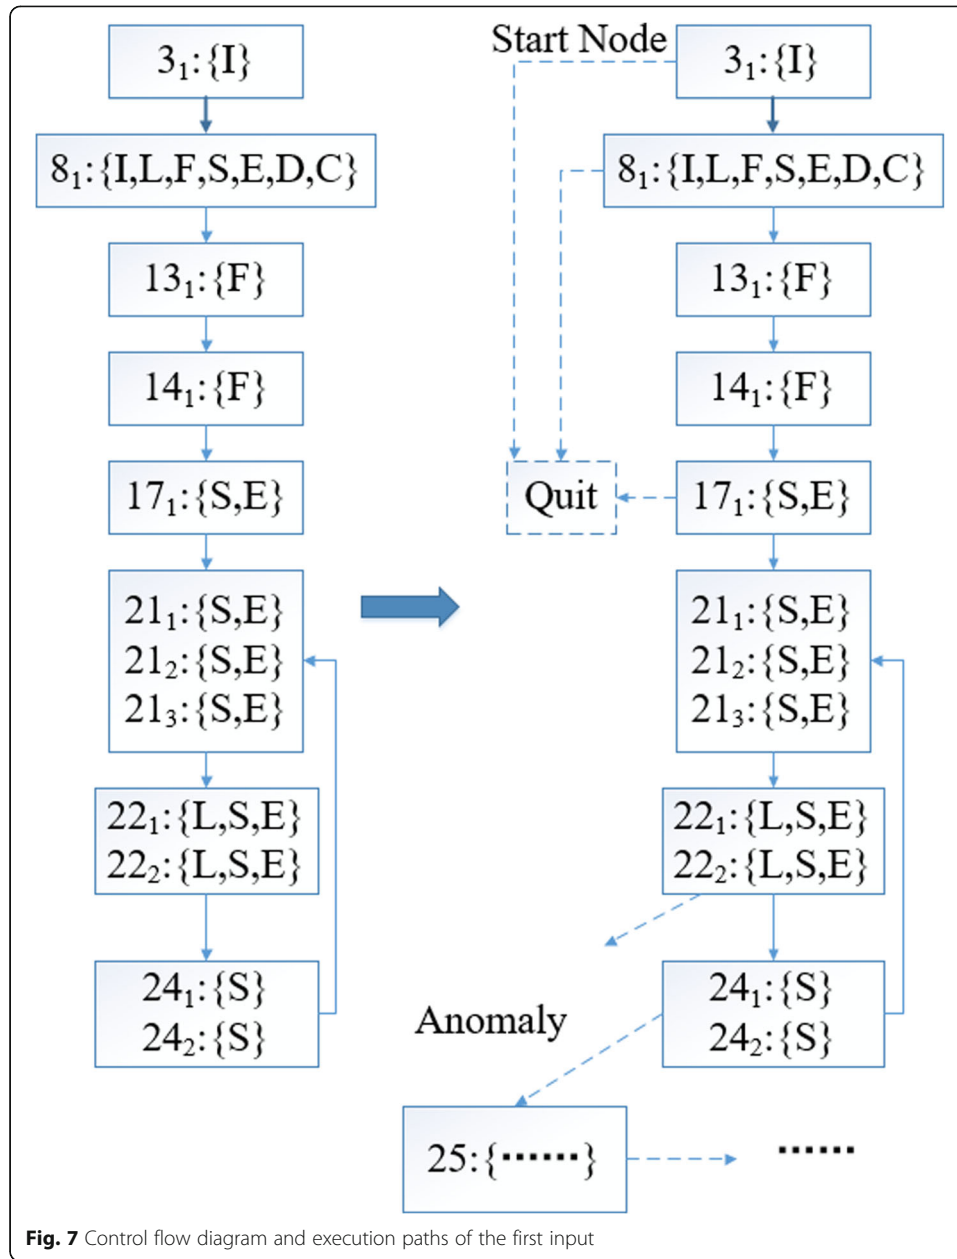 3₁:{I}
8₁:{I,L,F,S,E,D,C}
13₁:{F}
14₁:{F}
17₁:{S,E}
21₁:{S,E}
21₂:{S,E}
21₃:{S,E}
22₁:{L,S,E}
22₂:{L,S,E}
24₁:{S}
24₂:{S}
Start Node
3₁:{I}
8₁:{I,L,F,S,E,D,C}
13₁:{F}
14₁:{F}
Quit
17₁:{S,E}
21₁:{S,E}
21₂:{S,E}
21₃:{S,E}
22₁:{L,S,E}
22₂:{L,S,E}
Anomaly
24₁:{S}
24₂:{S}
25:{······}
······
Fig. 7 Control flow diagram and execution paths of the first input